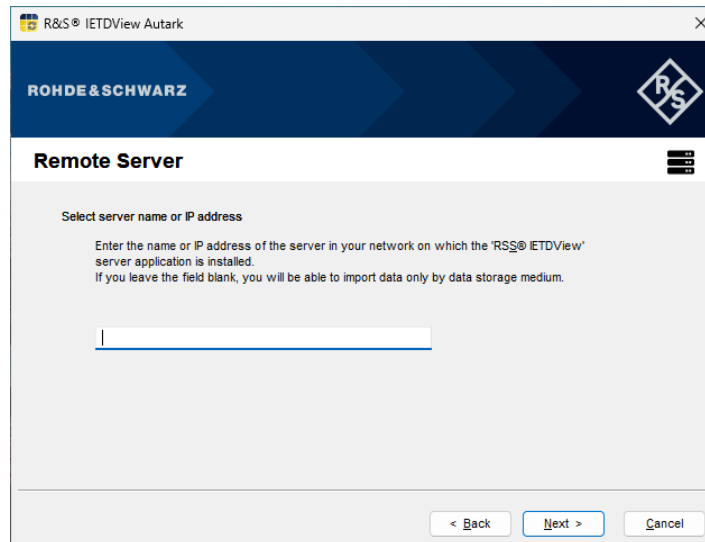 R&S® IETDView Autark
ROHDE&SCHWARZ
R/S
Remote Server
Select server name or IP address
Enter the name or IP address of the server in your network on which the 'RSS® IETDView'
server application is installed.
If you leave the field blank, you will be able to import data only by data storage medium.
< Back
Next >
Cancel